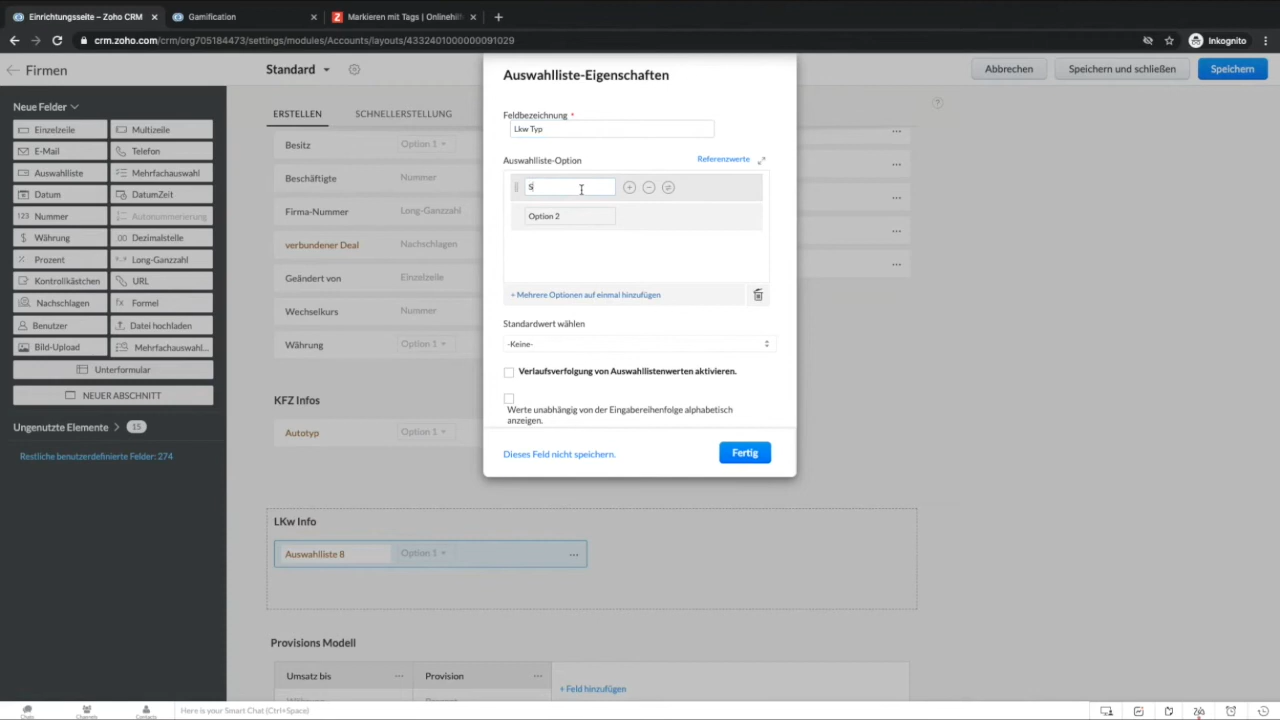 Einrichtungsseite – Zoho CRM
Gamification
Markieren mit Tags | Onlinehilf
crm.zoho.com/crm/org705184473/settings/modules/Accounts/layouts/4332401000000091029
Inkognito
Firmen
Standard
Abbrechen
Speichern und schließen
Speichern
Neue Felder
Einzelzeile
Multizeile
E-Mail
Telefon
Auswahlliste
Mehrfachauswahl
Datum
DatumZeit
123 Nummer
Autonummerierung
$ Währung
00 Dezimalstelle
% Prozent
Long-Ganzzahl
Kontrollkästchen
URL
Nachschlagen
fx Formel
Benutzer
Datei hochladen
Bild-Upload
Mehrfachauswahl...
Unterformular
NEUER ABSCHNITT
Ungenutzte Elemente
15
Restliche benutzerdefinierte Felder: 274
ERSTELLEN
SCHNELLERSTELLUNG
Besitz
Option 1
Beschäftigte
Nummer
Firma-Nummer
Long-Ganzzahl
verbundener Deal
Nachschlagen
Geändert von
Einzelzeile
Wechselkurs
Nummer
Währung
Option 1
KFZ Infos
Autotyp
Option 1
LKw Info
Auswahlliste 8
Option 1
Provisions Modell
Umsatz bis
Provision
+ Feld hinzufügen
Auswahlliste-Eigenschaften
Feldbezeichnung *
Lkw Typ
Auswahlliste-Option
Referenzwerte
S
Option 2
+ Mehrere Optionen auf einmal hinzufügen
Standardwert wählen
-Keine-
Verlaufsverfolgung von Auswahllistenwerten aktivieren.
Werte unabhängig von der Eingabereihenfolge alphabetisch
anzeigen.
Dieses Feld nicht speichern.
Fertig
Chats
Channels
Contacts
Here is your Smart Chat (Ctrl+Space)